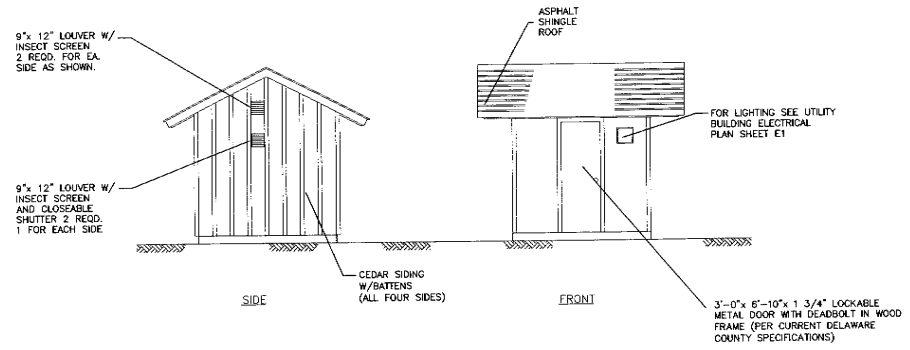 9"x 12" LOUVER W/
INSECT SCREEN
2 REQD. FOR EA.
SIDE AS SHOWN.
9"x 12" LOUVER W/
INSECT SCREEN
AND CLOSEABLE
SHUTTER 2 REQD.
1 FOR EACH SIDE
CEDAR SIDING
W/BATTENS
(ALL FOUR SIDES)
SIDE
ASPHALT
SHINGLE
ROOF
FOR LIGHTING SEE UTILITY
BUILDING ELECTRICAL
PLAN SHEET E1
3'-0"x 6'-10"x 1 3/4" LOCKABLE
METAL DOOR WITH DEADBOLT IN WOOD
FRAME (PER CURRENT DELAWARE
COUNTY SPECIFICATIONS)
FRONT